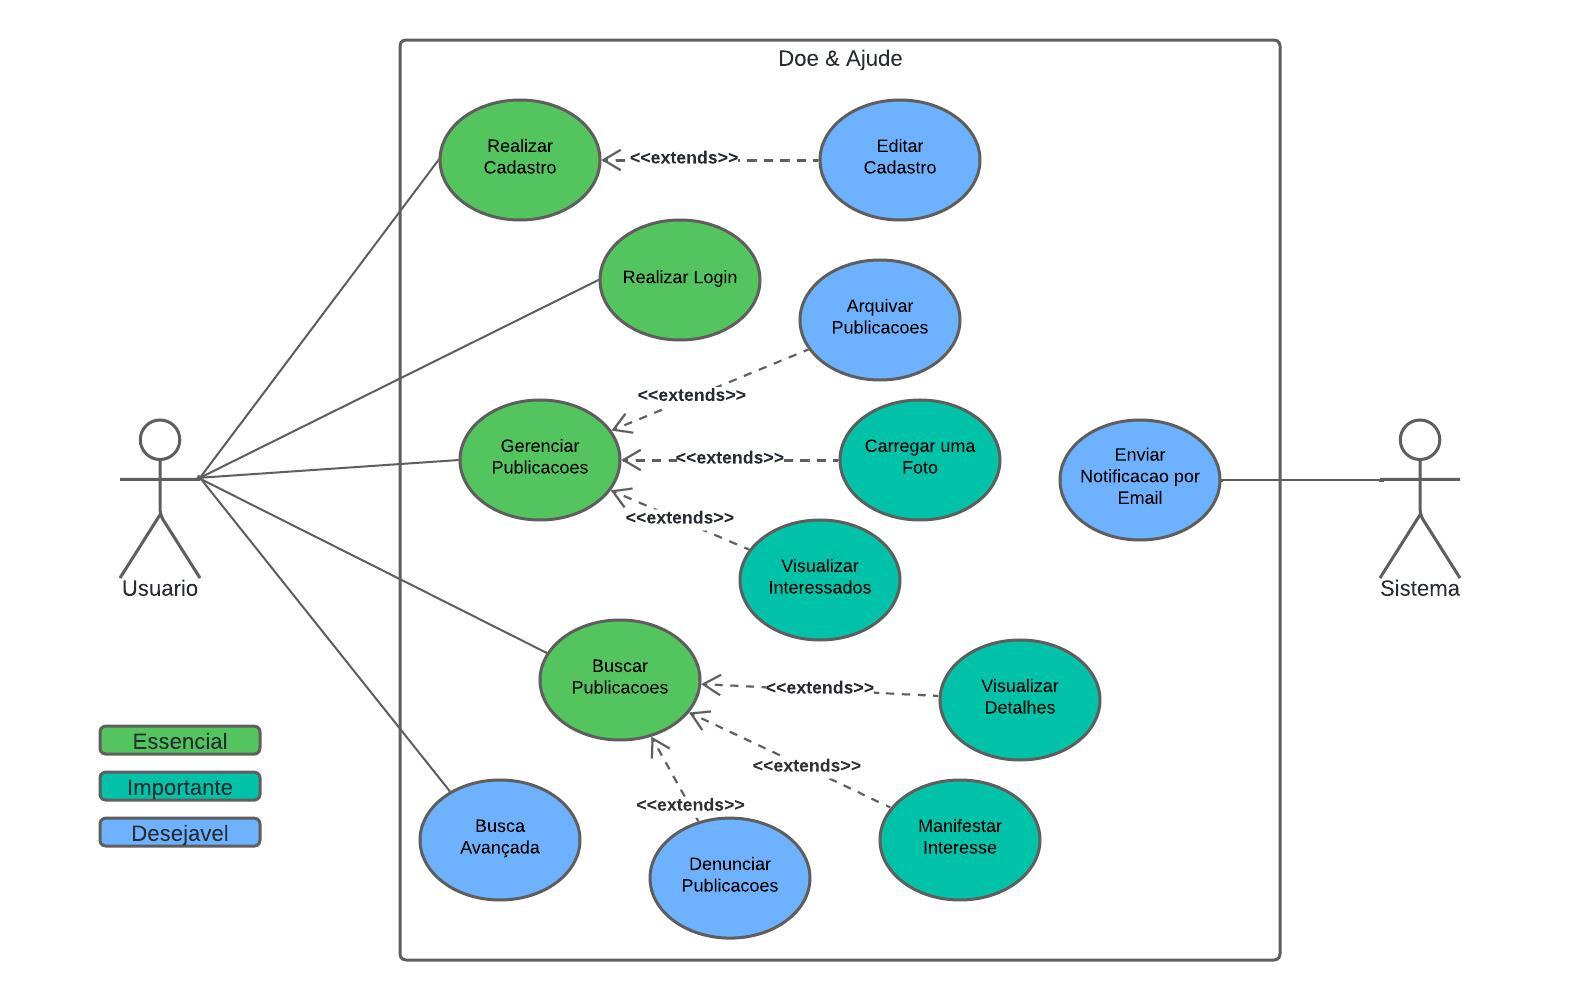 Doe & Ajude
Realizar
Cadastro
<<extends>>
Editar
Cadastro
Realizar Login
Arquivar
Publicacoes
<<extends>>
Gerenciar
Publicacoes
<<extends>>
Carregar uma
Foto
Enviar
Notificacao por
Email
<<extends>>
Visualizar
Interessados
Usuario
Sistema
Buscar
Publicacoes
<<extends>>
Visualizar
Detalhes
<<extends>>
<<extends>>
Essencial
Importante
Desejavel
Busca
Avançada
Denunciar
Publicacoes
Manifestar
Interesse